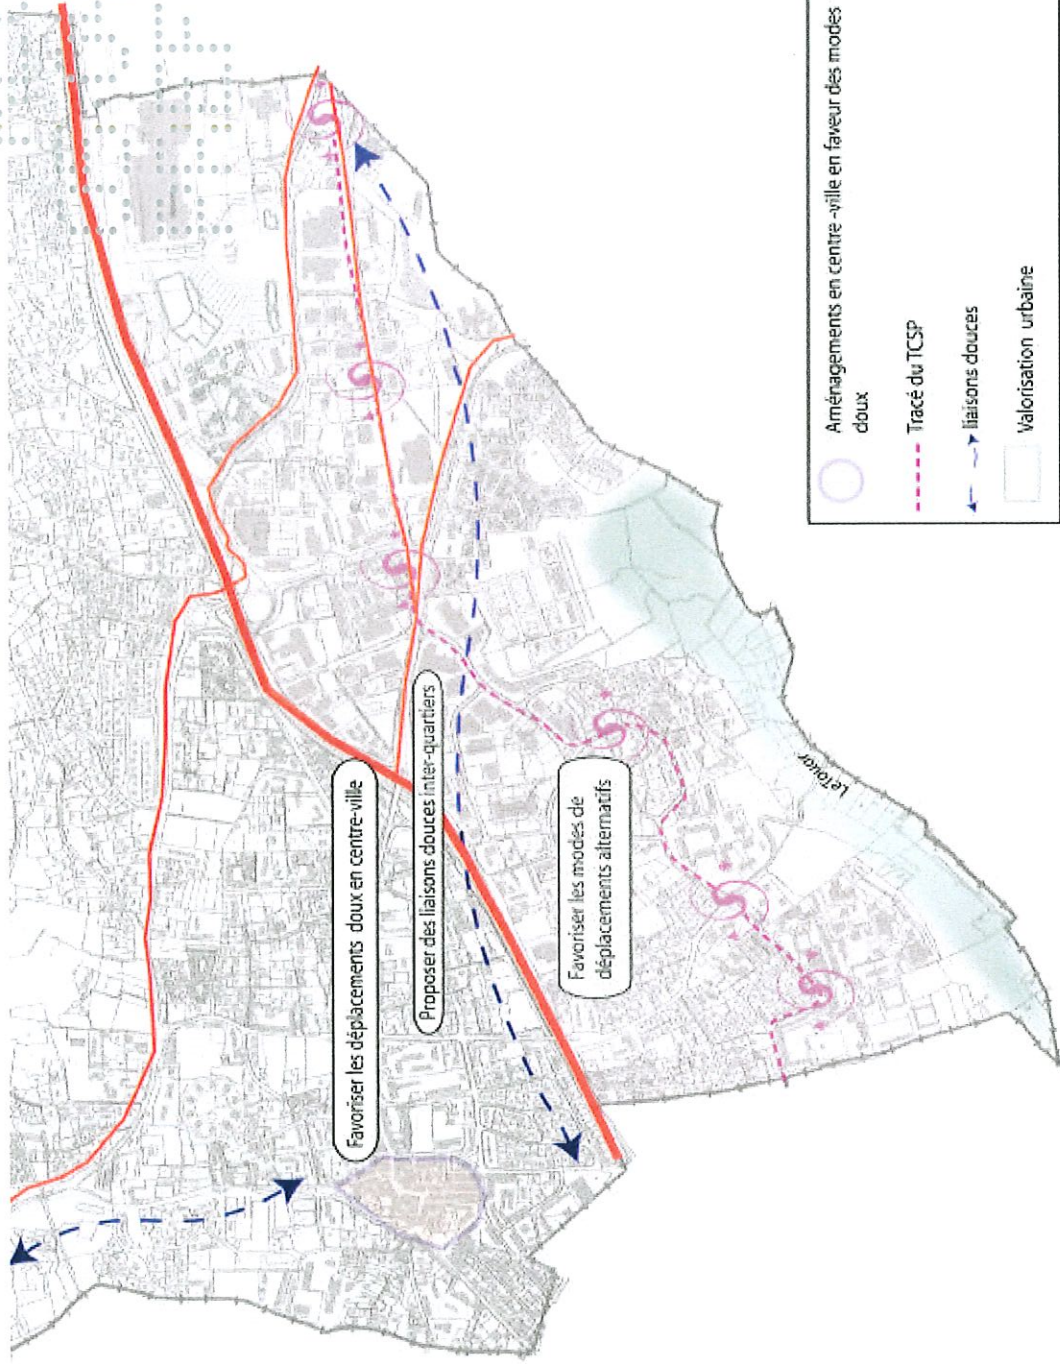 Favoriser les déplacements doux en centre-ville
Proposer des liaisons douces inter-quartiers
Favoriser les modes de
déplacements alternatifs
Le Touar
Aménagements en centre -ville en faveur des modes
doux
Tracé du TCSP
liaisons douces
Valorisation urbaine